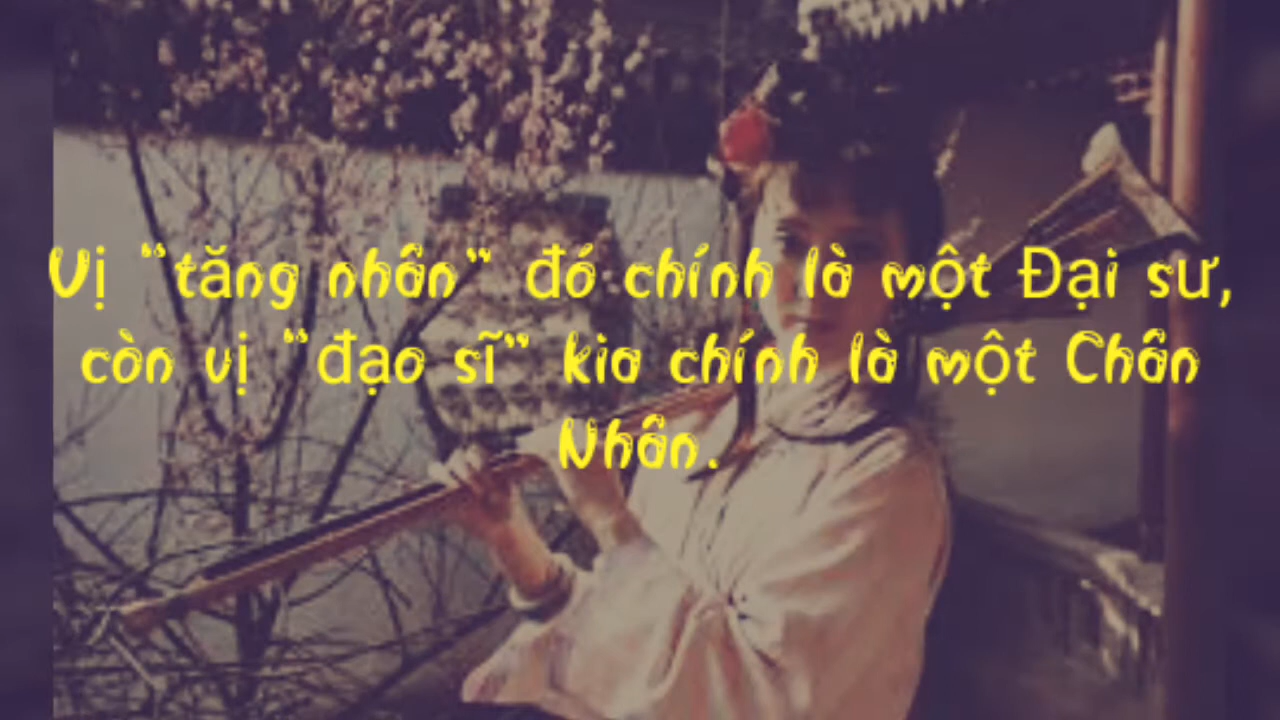 Vị "tăng nhân" đó chính là một Đại sư,
còn vị "đạo sĩ" kia chính là một Chân
Nhân.